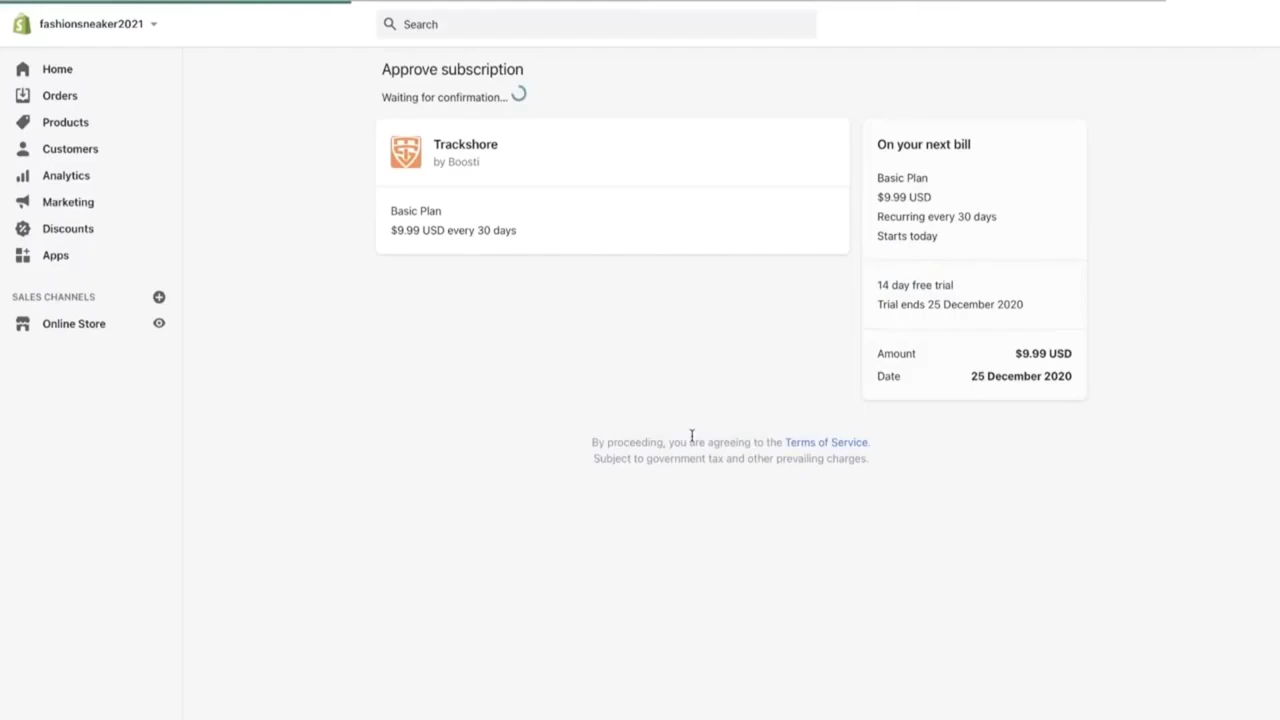 fashionsneaker2021
Search
Home
Orders
Products
Customers
Analytics
Marketing
Discounts
Apps
SALES CHANNELS
Online Store
Approve subscription
Waiting for confirmation...
Trackshore
by Boosti
Basic Plan
$9.99 USD every 30 days
On your next bill
Basic Plan
$9.99 USD
Recurring every 30 days
Starts today
14 day free trial
Trial ends 25 December 2020
Amount $9.99 USD
Date 25 December 2020
By proceeding, you are agreeing to the Terms of Service.
Subject to government tax and other prevailing charges.